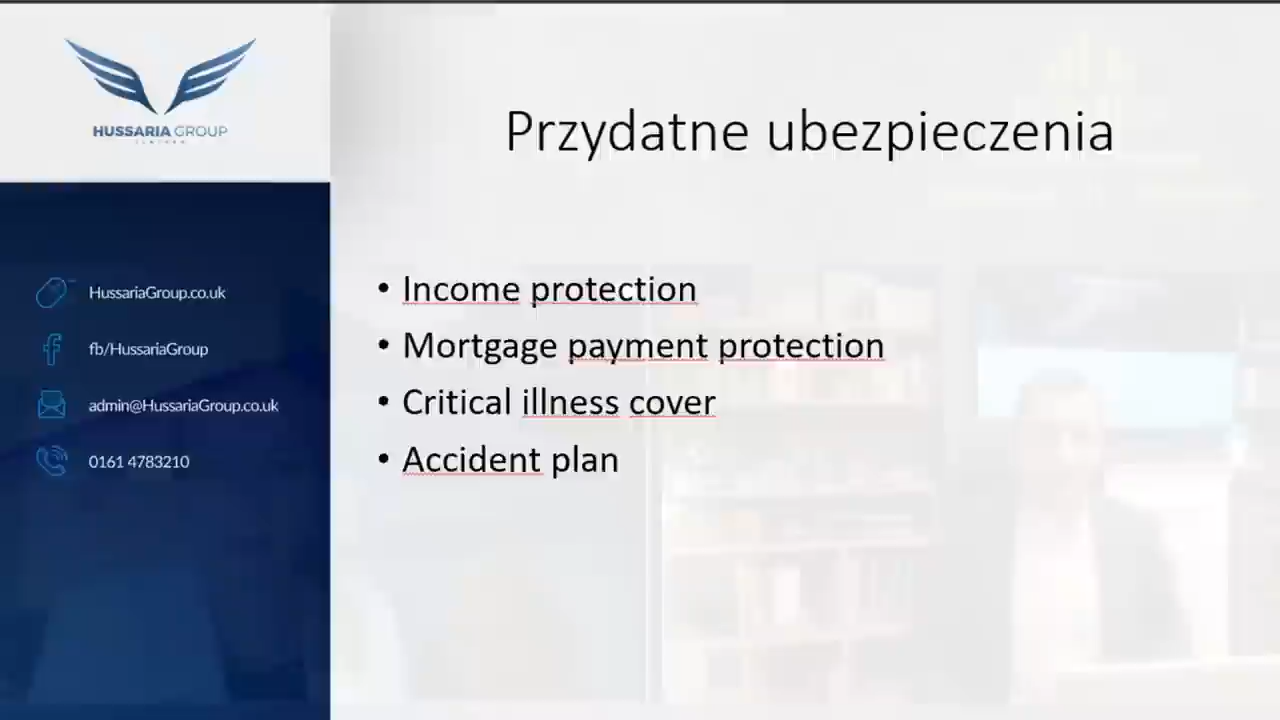 HUSSARIA GROUP
HussariaGroup.co.uk
fb/HussariaGroup
admin@HussariaGroup.co.uk
0161 4783210
Przydatne ubezpieczenia
• Income protection
• Mortgage payment protection
• Critical illness cover
• Accident plan